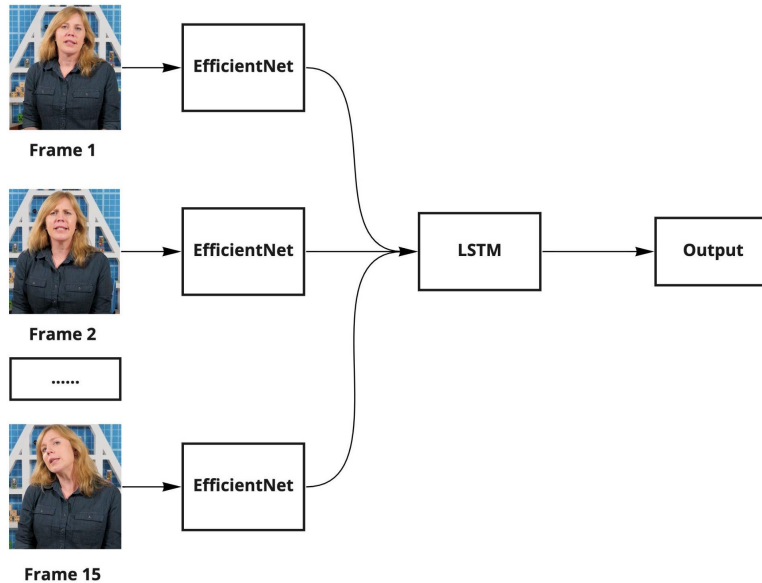 EfficientNet
Frame 1
EfficientNet
LSTM
Output
Frame 2
......
EfficientNet
Frame 15